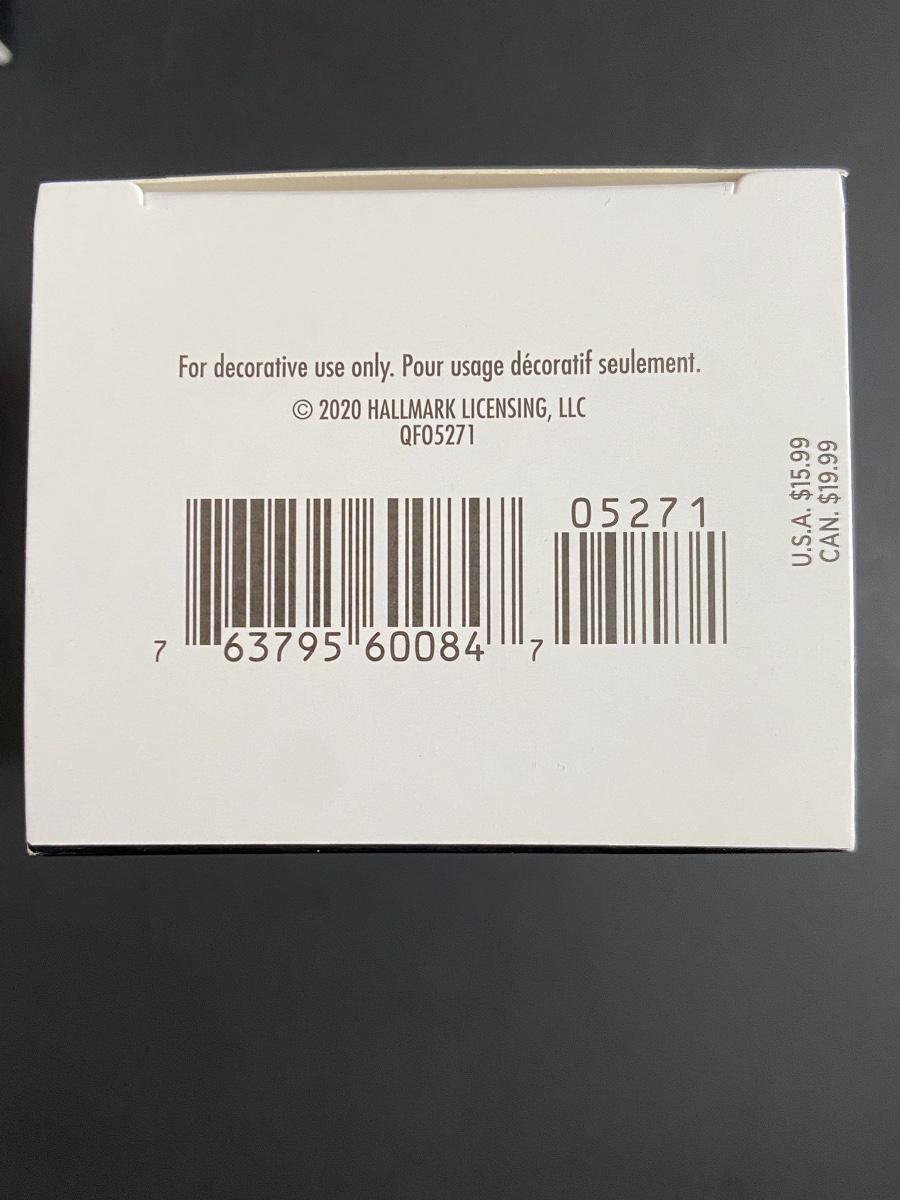 For decorative use only. Pour usage décoratif seulement.
© 2020 HALLMARK LICENSING, LLC
QFO5271
05271
7 63795 60084 7
U.S.A. $15.99
CAN. $19.99